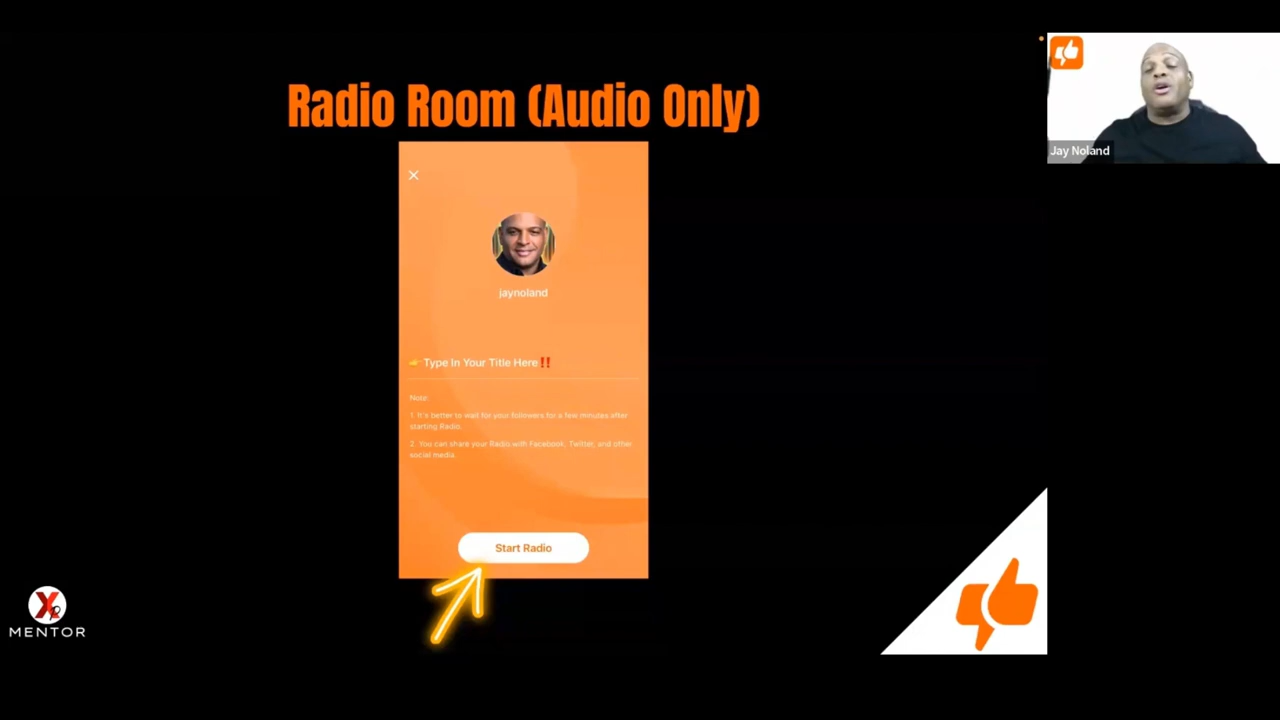 Radio Room (Audio Only)
Jay Noland
jaynoland
👉 Type In Your Title Here‼️
Note:
1. It's better to wait for your followers for a few minutes after
starting Radio.
2. You can share your Radio with Facebook, Twitter, and other
social media.
Start Radio
X
MENTOR